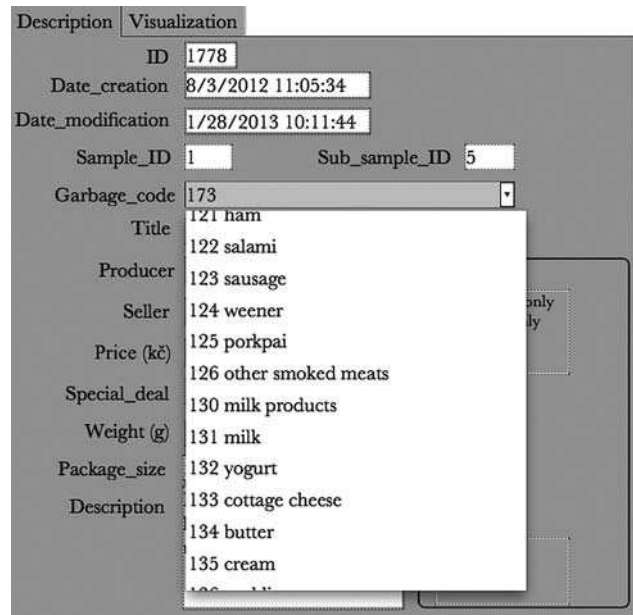 Description Visualization
ID 1778
Date_creation 8/3/2012 11:05:34
Date_modification 1/28/2013 10:11:44
Sample_ID 1 Sub_sample_ID 5
Garbage_code 173
121 ham
Title
122 salami
Producer
123 sausage
only
Seller
124 weener
125 porkpai
Price (kč)
126 other smoked meats
Special_deal
130 milk products
Weight (g)
131 milk
Package_size
132 yogurt
133 cottage cheese
Description
134 butter
135 cream